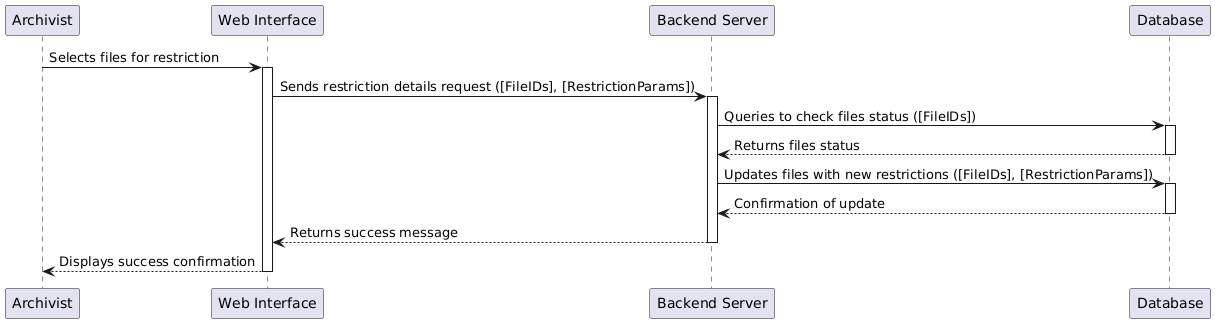 Archivist
Web Interface
Backend Server
Database
Selects files for restriction
Sends restriction details request ([FileIDs], [RestrictionParams])
Queries to check files status ([FileIDs])
Returns files status
Updates files with new restrictions ([FileIDs], [RestrictionParams])
Confirmation of update
Returns success message
Displays success confirmation
Archivist
Web Interface
Backend Server
Database